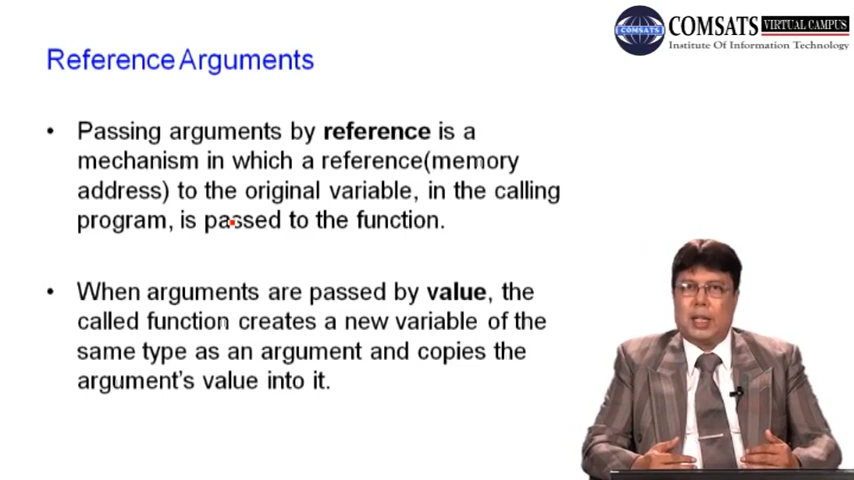 COMSATS VIRTUAL CAMPUS
COMSATS
Institute Of Information Technology
Reference Arguments
• Passing arguments by reference is a
mechanism in which a reference(memory
address) to the original variable, in the calling
program, is passed to the function.
• When arguments are passed by value, the
called function creates a new variable of the
same type as an argument and copies the
argument's value into it.